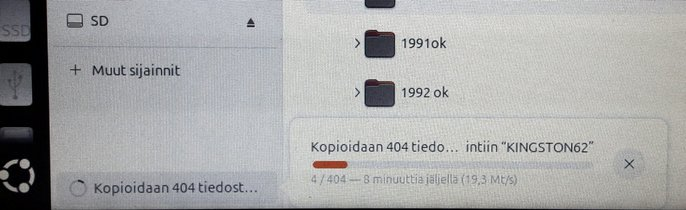 SSD
SD
Muut sijainnit
1991ok
1992 ok
Kopioidaan 404 tiedo… intiin “KINGSTON62”
4 / 404 — 8 minuuttia jäljellä (19,3 Mt/s)
Kopioidaan 404 tiedost…